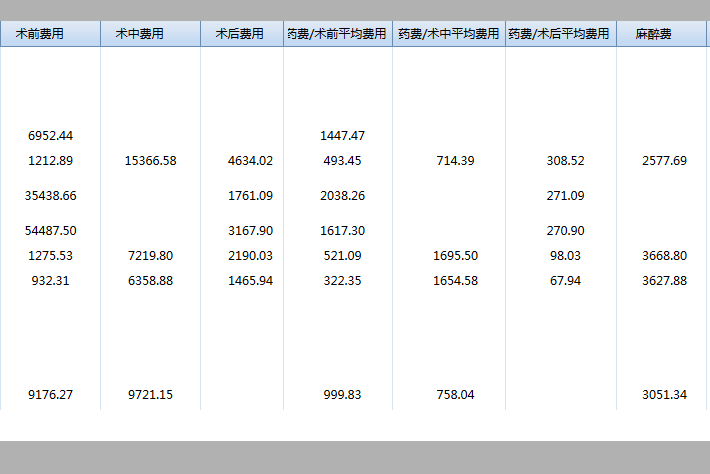 术前费用 术中费用 术后费用 药费/术前平均费用 药费/术中平均费用 药费/术后平均费用 麻醉费
6952.44 1447.47
1212.89 15366.58 4634.02 493.45 714.39 308.52 2577.69
35438.66 1761.09 2038.26 271.09
54487.50 3167.90 1617.30 270.90
1275.53 7219.80 2190.03 521.09 1695.50 98.03 3668.80
932.31 6358.88 1465.94 322.35 1654.58 67.94 3627.88
9176.27 9721.15 999.83 758.04 3051.34